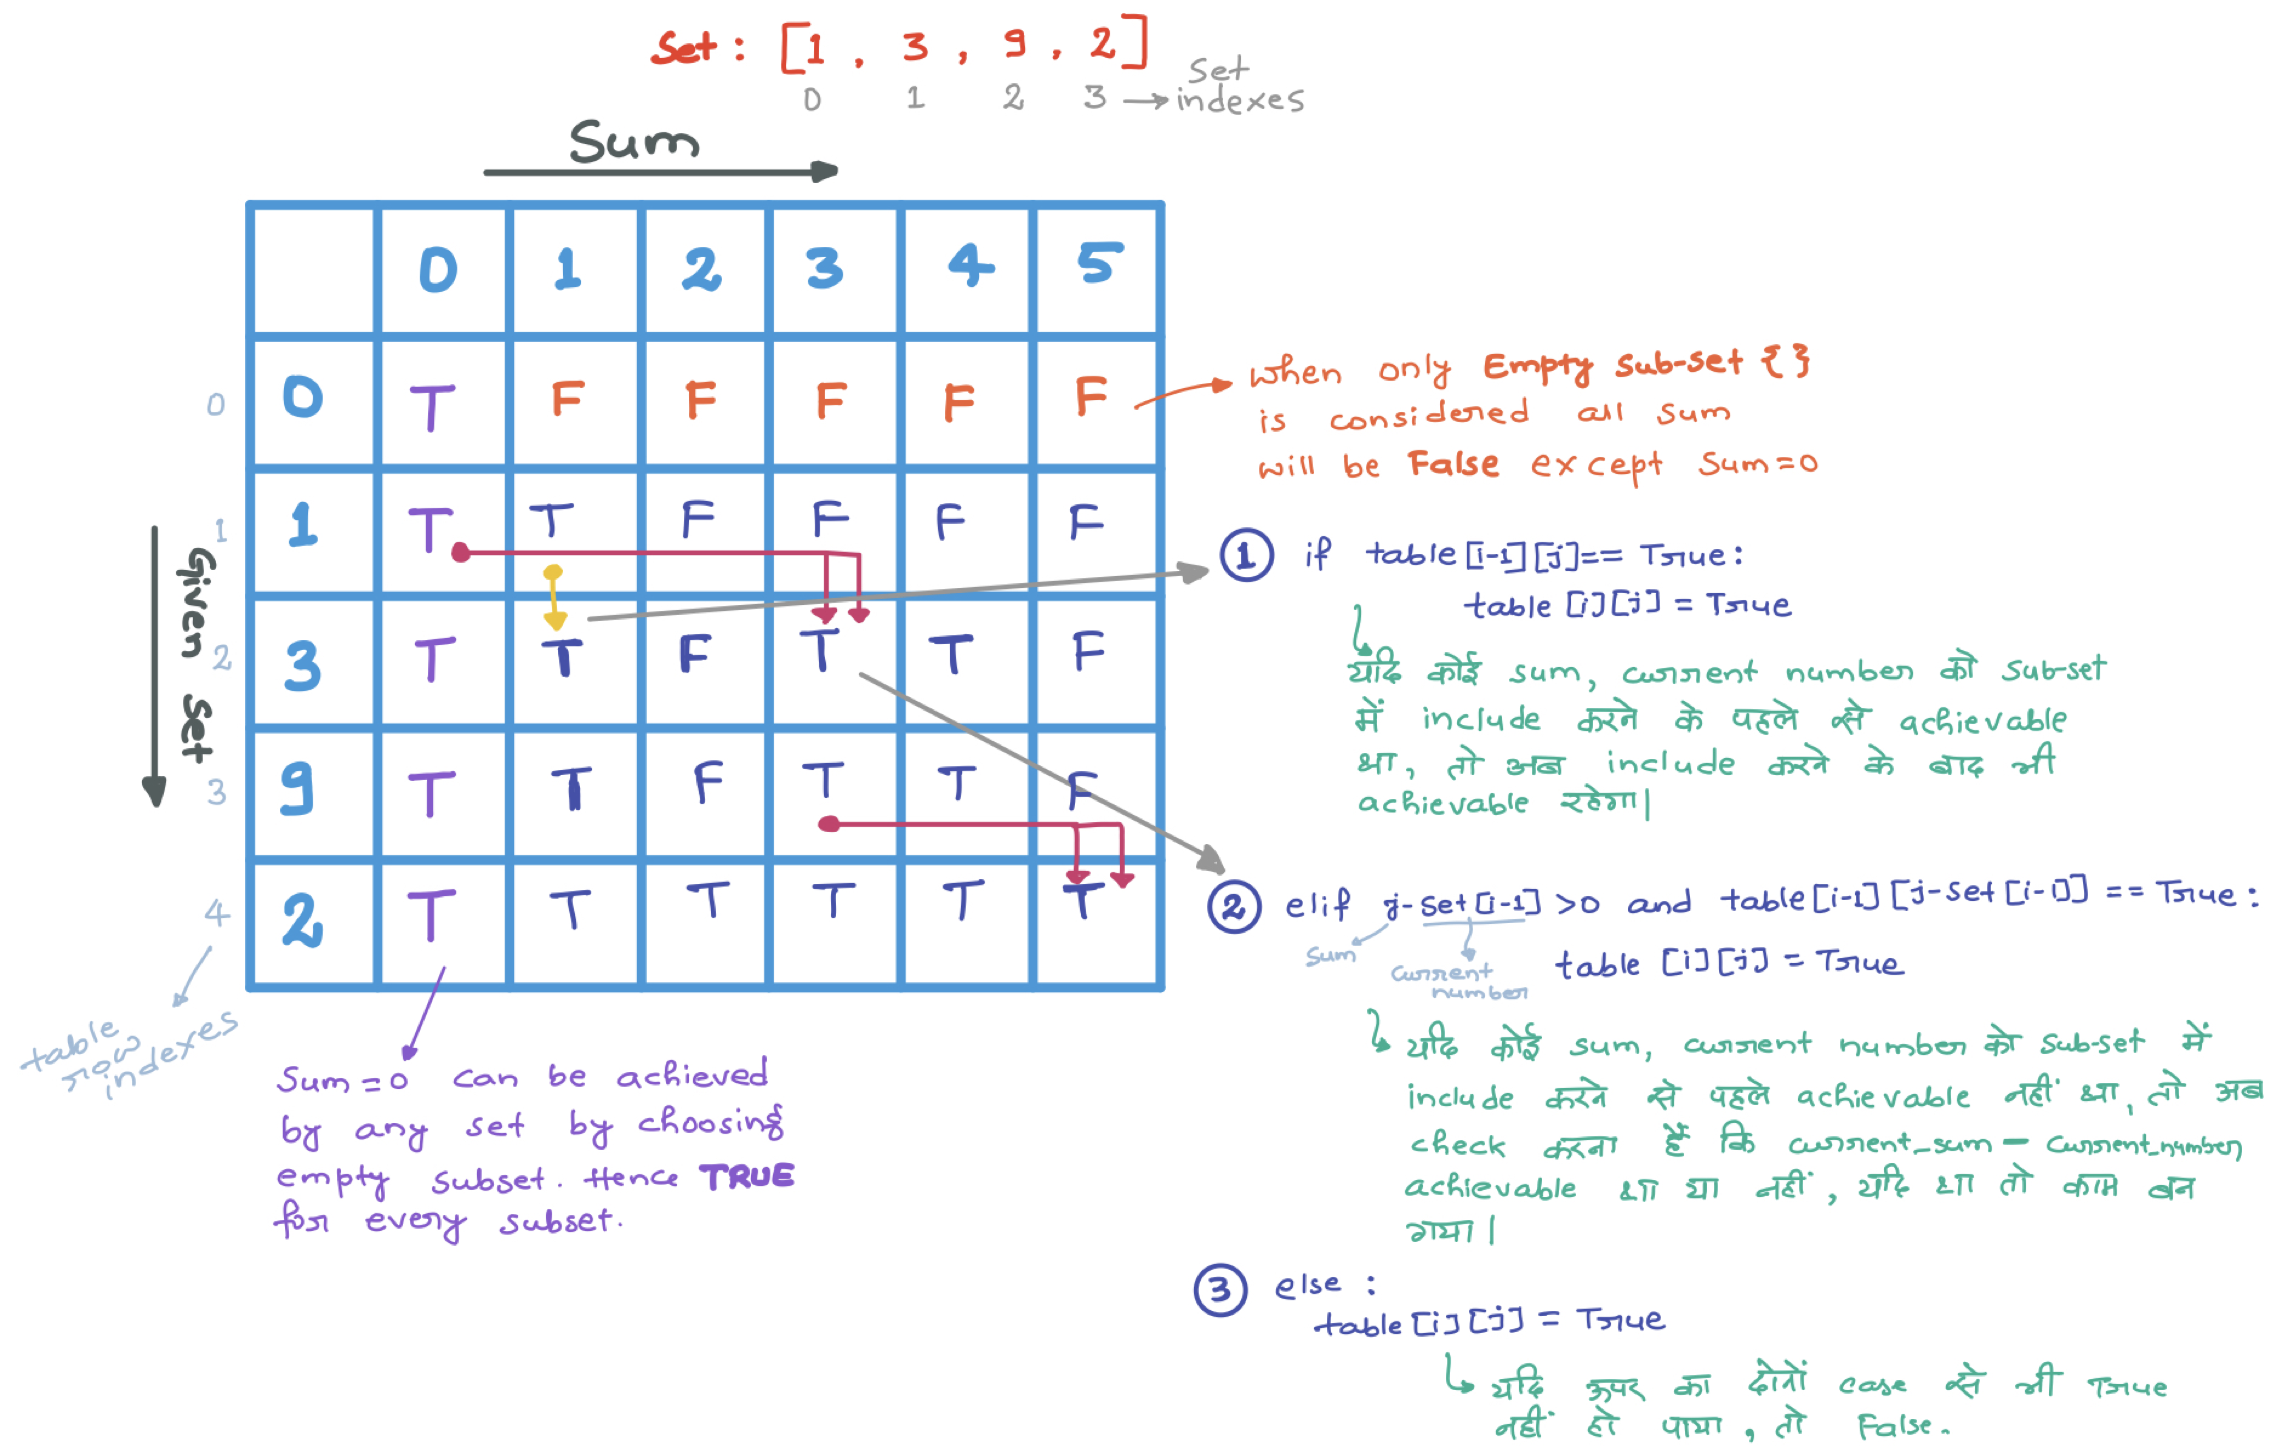 Set : [1 , 3 , 9 , 2]
0 1 2 3 → Set indexes
Sum
0 1 2 3 4 5
0 0 T F F F F F
1 1 T T F F F F
2 3 T T F T T F
3 9 T T F T T F
4 2 T T T T T T
Given Set
table row indexes
when only Empty Sub-set { }
is considered all sum
will be False except Sum=0
Sum=0 can be achieved
by any set by choosing
empty subset. Hence TRUE
for every subset.
① if table[i-1][j]== True:
table [i][j] = True
यदि कोई sum, current number को Sub-set
में include करने के पहले से achievable
था, तो अब include करने के बाद भी
achievable रहेगा|
② elif j-set[i-1] >0 and table[i-1][j-set[i-1]] == True:
Sum
current
number
table [i][j] = True
यदि कोई sum, current number को Sub-set में
include करने से पहले achievable नहीं था, तो अब
check करना है कि current_sum - current_number
achievable था या नहीं, यदि था तो काम बन
गया|
③ else :
table[i][j] = True
यदि ऊपर का दोनों case से भी True
नहीं हो पाया, तो False.